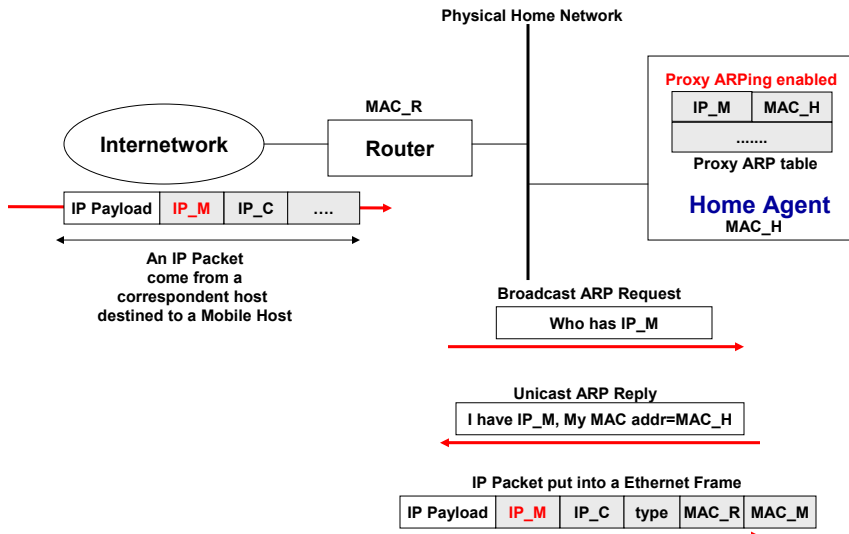 Physical Home Network
Proxy ARPing enabled
IP_M MAC_H
.......
Proxy ARP table
Home Agent
MAC_H
MAC_R
Internetwork
Router
IP Payload IP_M IP_C ....
An IP Packet
come from a
correspondent host
destined to a Mobile Host
Broadcast ARP Request
Who has IP_M
Unicast ARP Reply
I have IP_M, My MAC addr=MAC_H
IP Packet put into a Ethernet Frame
IP Payload IP_M IP_C type MAC_R MAC_M